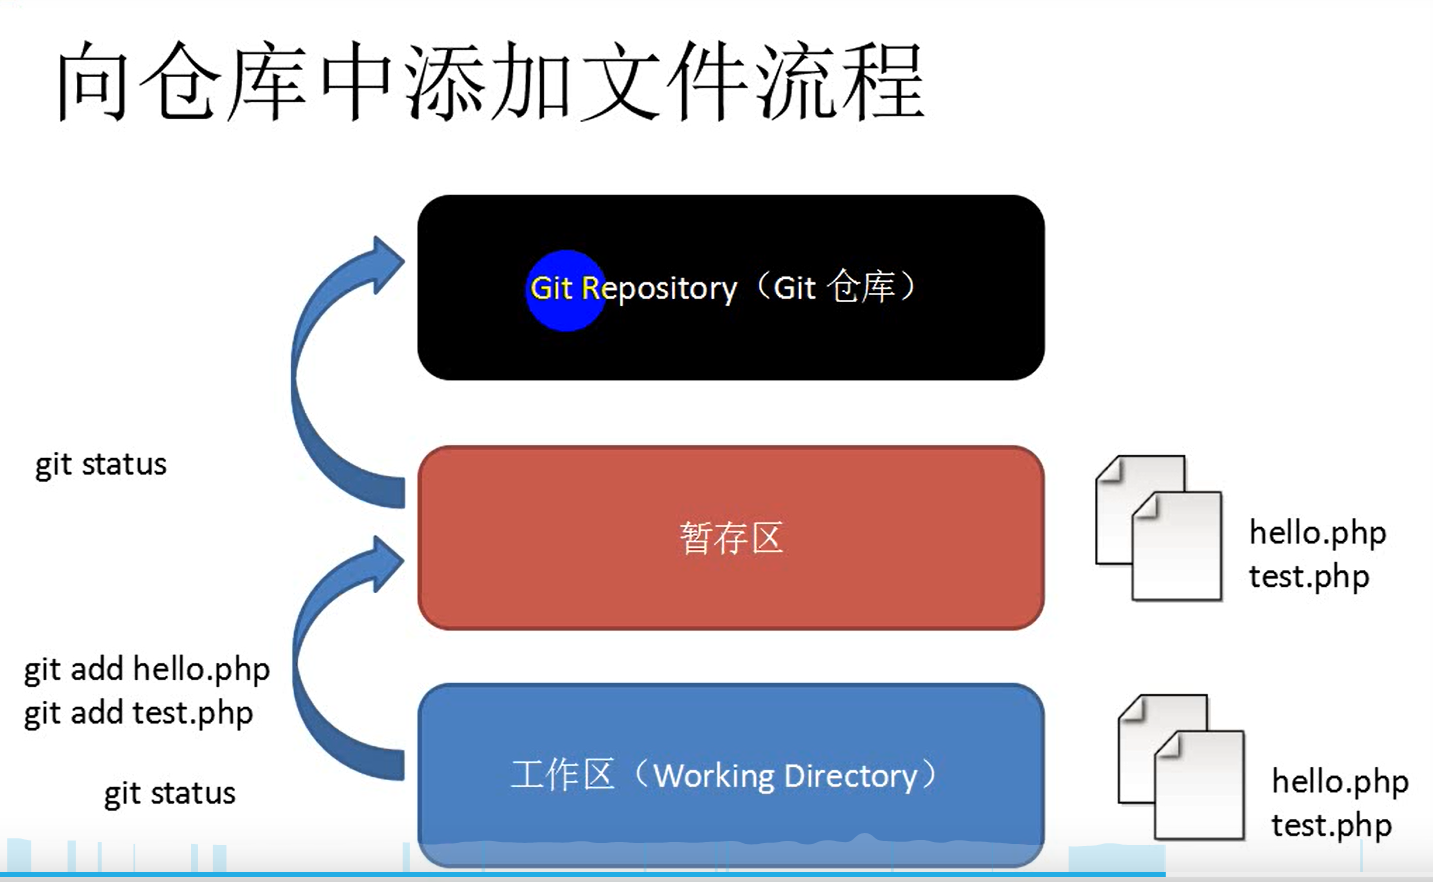 向仓库中添加文件流程
Git Repository（Git 仓库）
git status
暂存区
hello.php
test.php
git add hello.php
git add test.php
git status
工作区（Working Directory）
hello.php
test.php